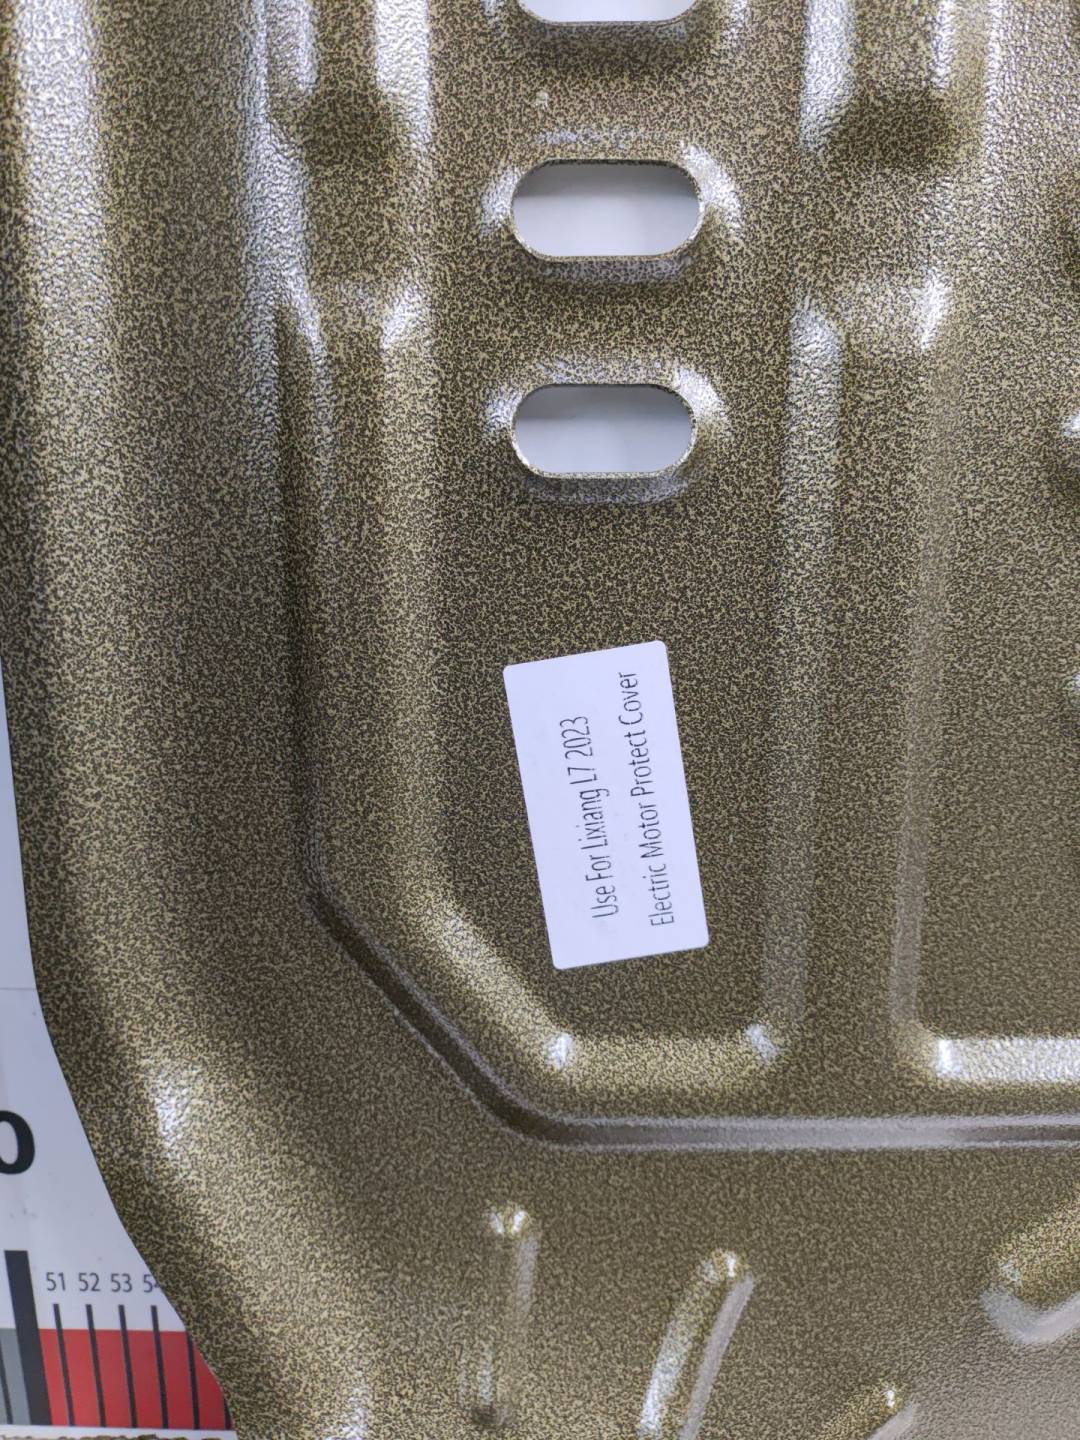 Use For Lixiang L7 2023
Electric Motor Protect Cover
51 52 53